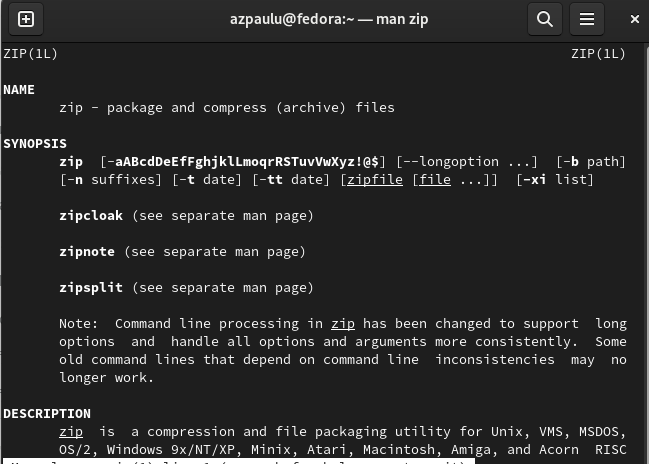 azpaulu@fedora:~ — man zip
ZIP(1L) ZIP(1L)
NAME
zip - package and compress (archive) files
SYNOPSIS
zip [-aABcdDeEfFghjklLmoqrRSTuvVwXyz!@$] [--longoption ...] [-b path]
[-n suffixes] [-t date] [-tt date] [zipfile [file ...]] [-xi list]
zipcloak (see separate man page)
zipnote (see separate man page)
zipsplit (see separate man page)
Note: Command line processing in zip has been changed to support long
options and handle all options and arguments more consistently. Some
old command lines that depend on command line inconsistencies may no
longer work.
DESCRIPTION
zip is a compression and file packaging utility for Unix, VMS, MSDOS,
OS/2, Windows 9x/NT/XP, Minix, Atari, Macintosh, Amiga, and Acorn RISC